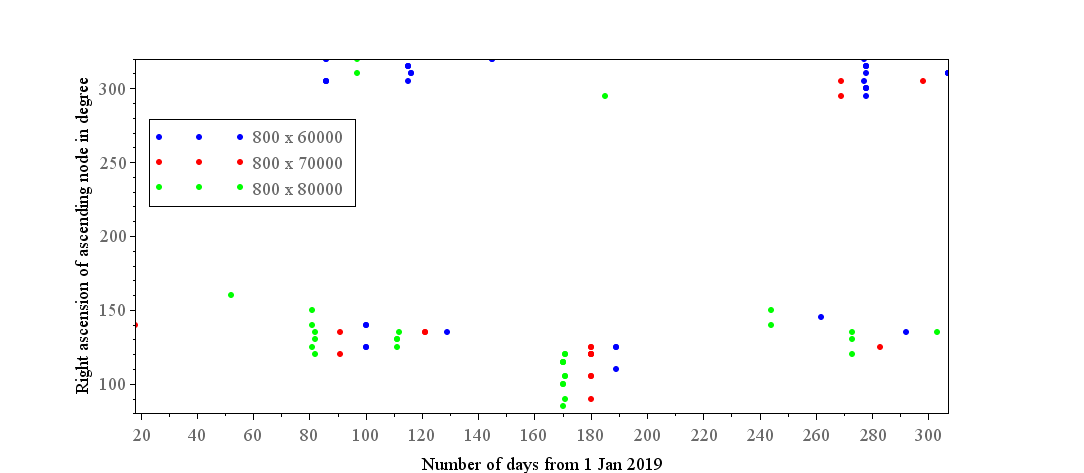 Right ascension of ascending node in degree
300
250
200
150
100
800 x 60000
800 x 70000
800 x 80000
20 40 60 80 100 120 140 160 180 200 220 240 260 280 300
Number of days from 1 Jan 2019